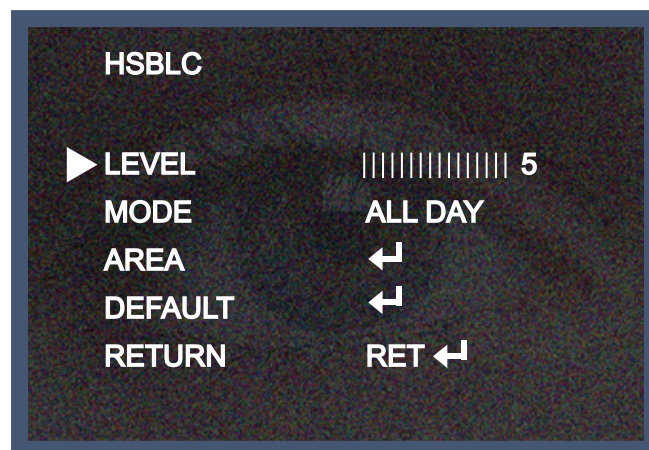 HSBLC
LEVEL |||||||||||||||| 5
MODE ALL DAY
AREA ↵
DEFAULT ↵
RETURN RET ↵